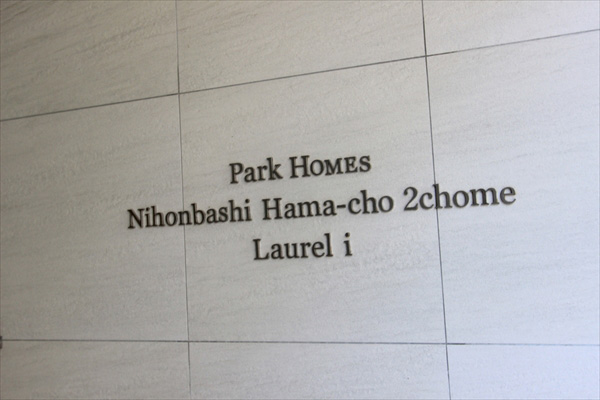 Park HOMES
Nihonbashi Hama-cho 2chome
Laurel i